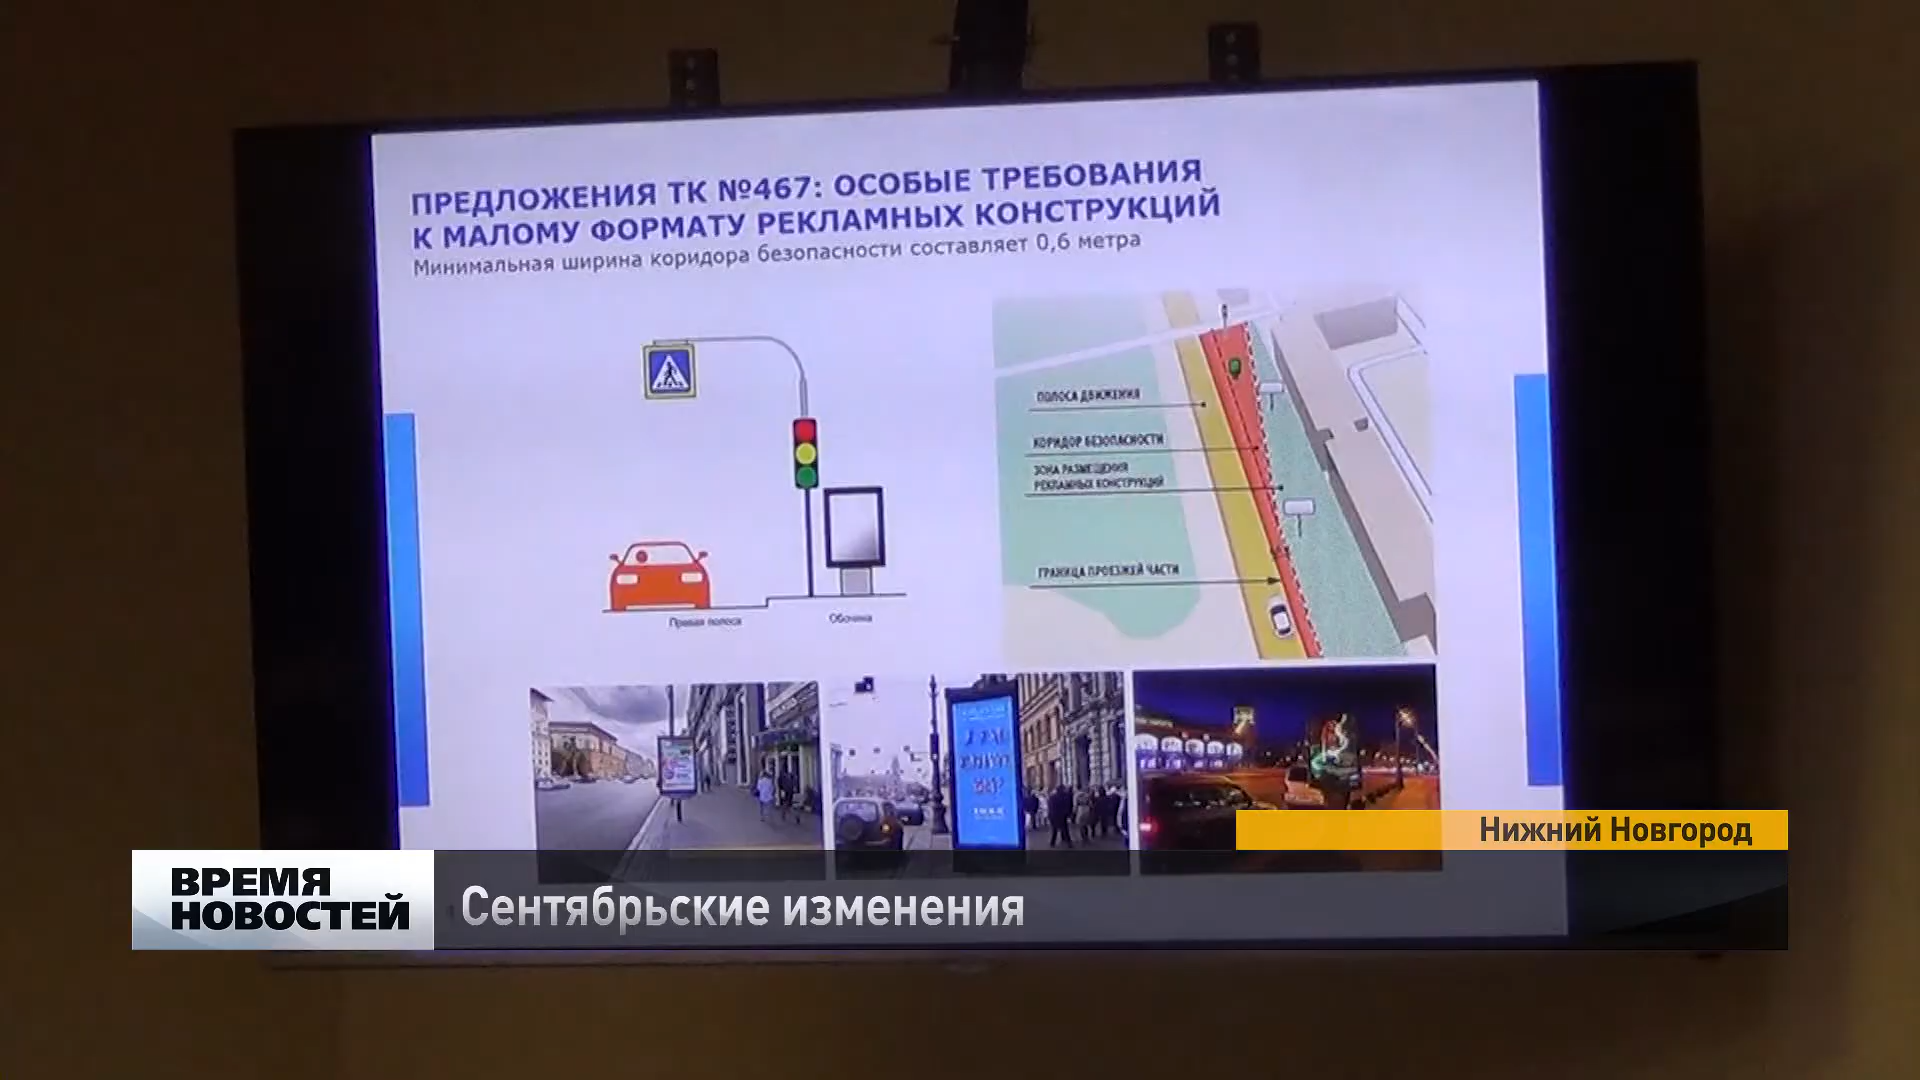 ПРЕДЛОЖЕНИЯ ТК №467: ОСОБЫЕ ТРЕБОВАНИЯ
К МАЛОМУ ФОРМАТУ РЕКЛАМНЫХ КОНСТРУКЦИЙ
Минимальная ширина коридора безопасности составляет 0,6 метра
ПОЛОСА ДВИЖЕНИЯ
КОРИДОР БЕЗОПАСНОСТИ
ЗОНА РАЗМЕЩЕНИЯ
РЕКЛАМНЫХ КОНСТРУКЦИЙ
ГРАНИЦА ПРОЕЗЖЕЙ ЧАСТИ
Правая полоса
Обочина
Нижний Новгород
ВРЕМЯ
НОВОСТЕЙ
Сентябрьские изменения